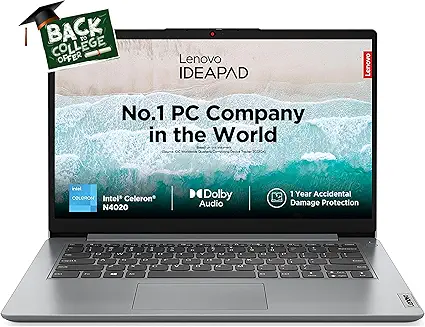 BACK
TO
COLLEGE
OFFER
Lenovo
IDEAPAD
Lenovo
No.1 PC Company
in the World
intel
CELERON
Intel® Celeron®
N4020
Dolby
Audio
1 Year Accidental
Damage Protection